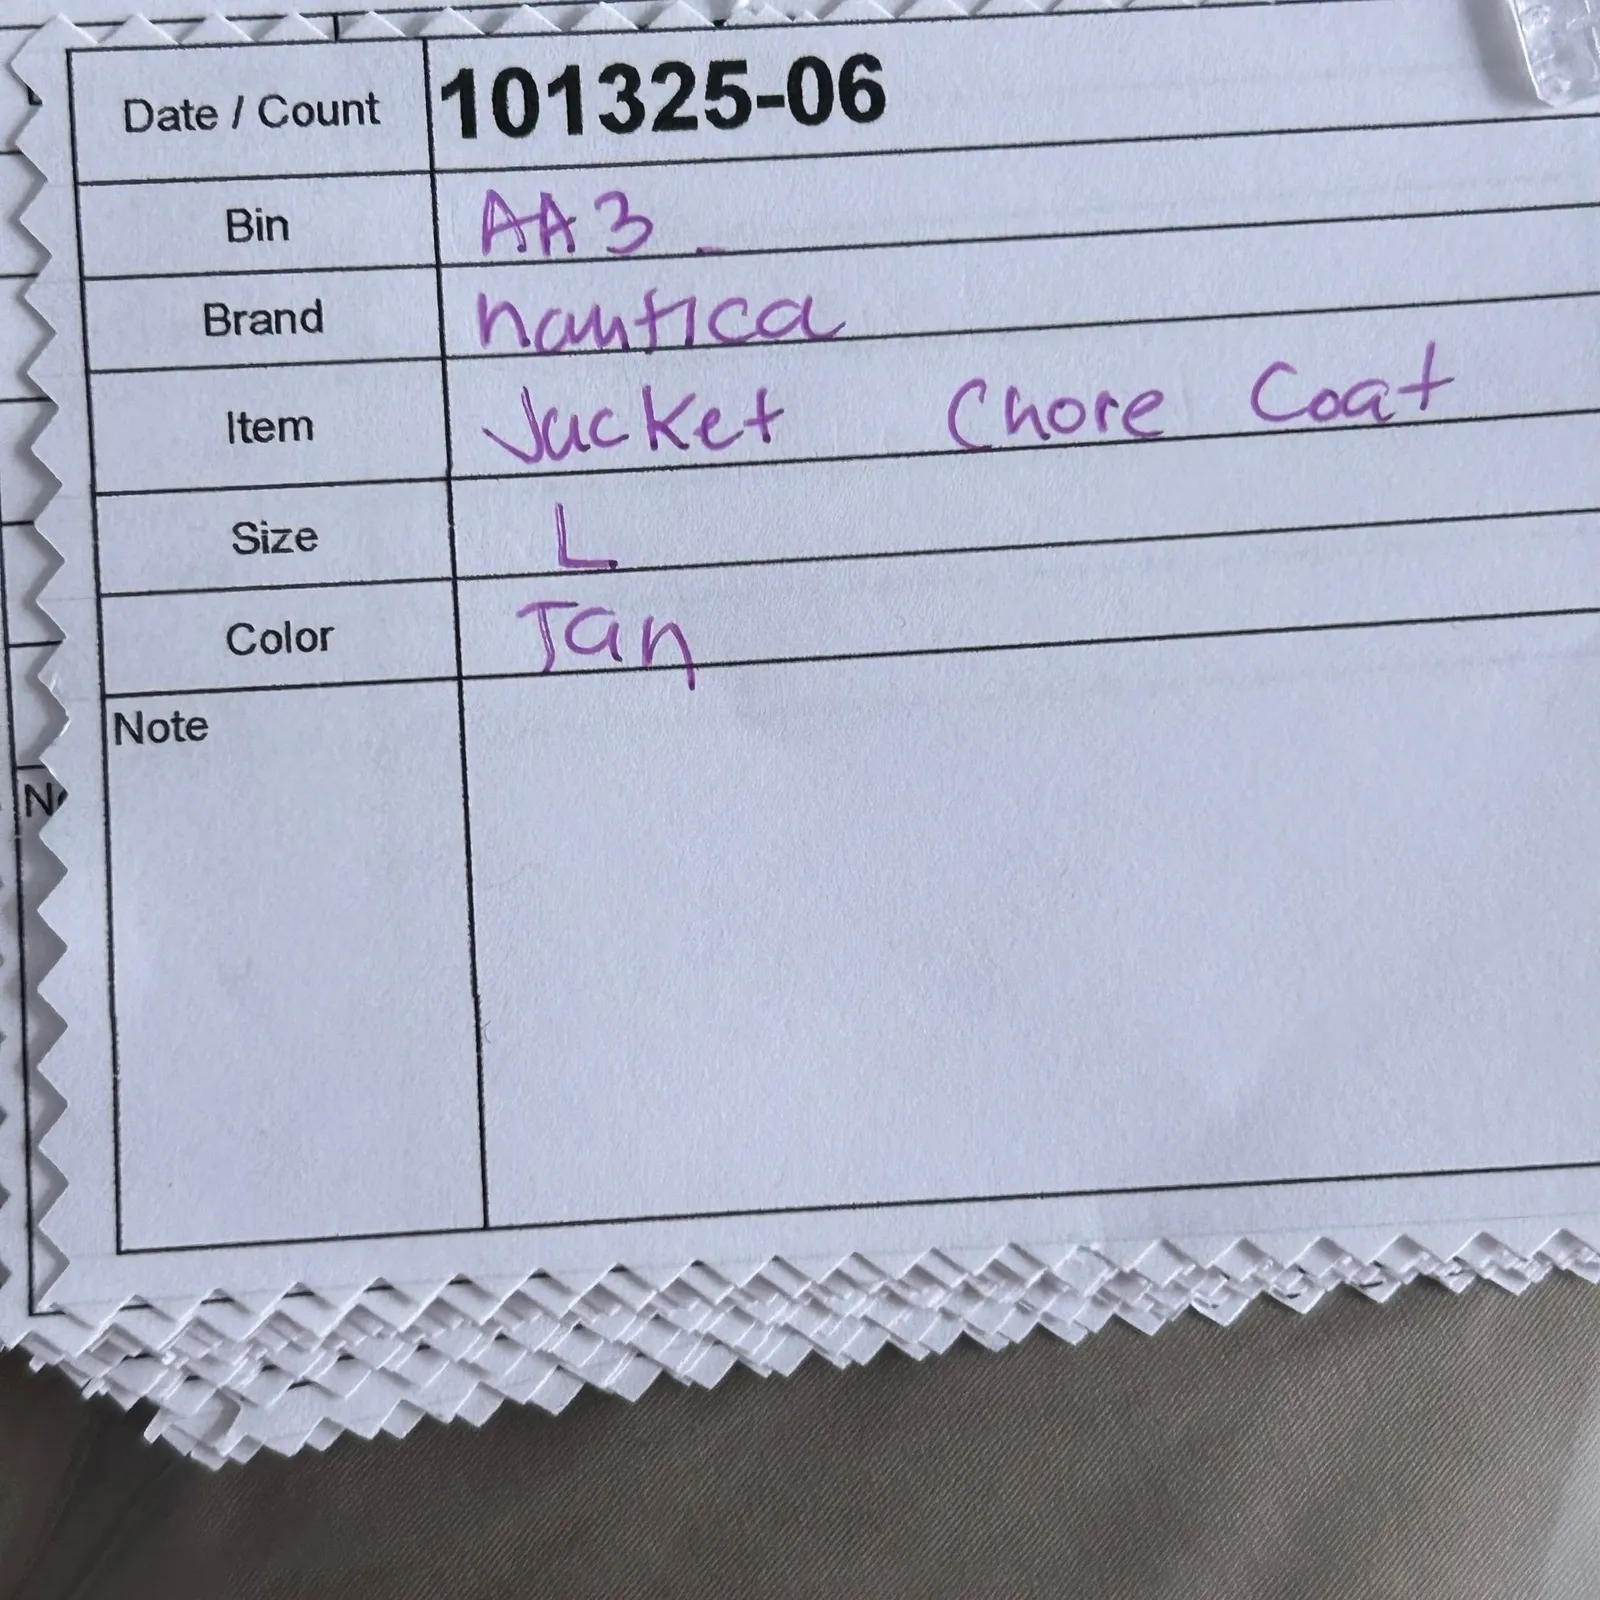 Date / Count 101325-06
Bin AA3
Brand nautica
Item Jacket Chore Coat
Size L
Color Tan
Note